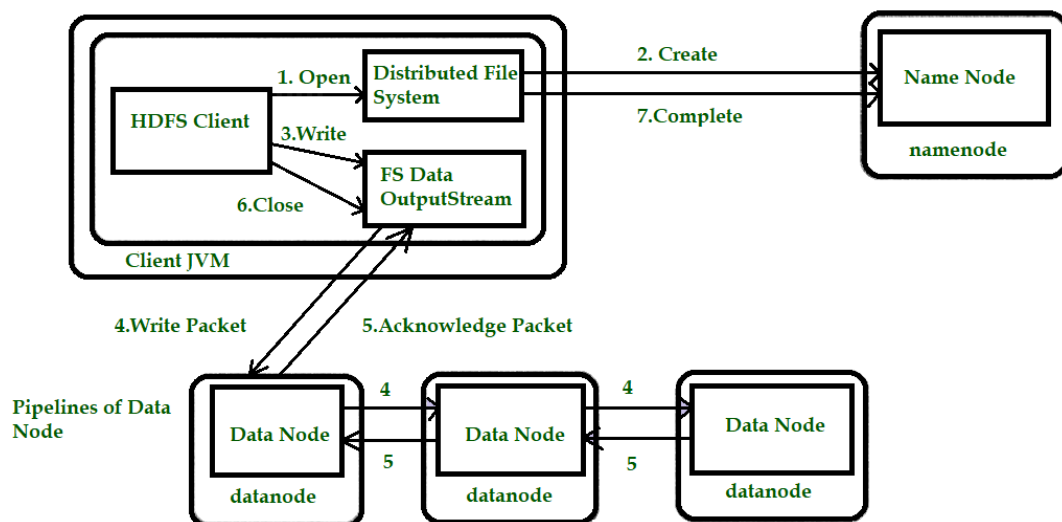 1. Open
Distributed File
System
2. Create
Name Node
HDFS Client
7.Complete
3.Write
namenode
FS Data
OutputStream
6.Close
Client JVM
4.Write Packet
5.Acknowledge Packet
Pipelines of Data
Node
4
4
Data Node
Data Node
Data Node
5
5
datanode
datanode
datanode